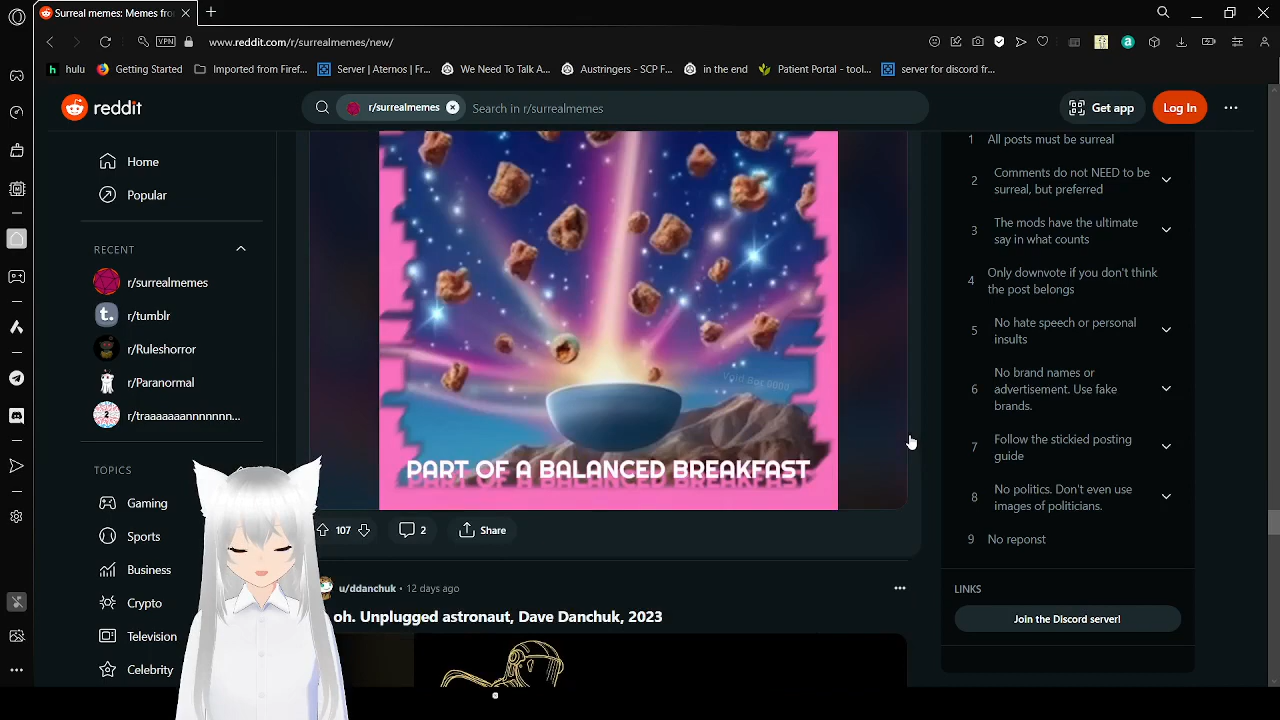 Surreal memes: Memes fro
VPN
www.reddit.com/r/surrealmemes/new/
hulu
Getting Started
Imported from Firef...
Server | Aternos | Fr...
We Need To Talk A...
Austringers - SCP F...
in the end
Patient Portal - tool...
server for discord fr...
reddit
r/surrealmemes
Search in r/surrealmemes
Get app
Log In
Home
Popular
RECENT
r/surrealmemes
r/tumblr
r/Ruleshorror
r/Paranormal
r/traaaaaaannnnnnn...
TOPICS
Gaming
Sports
Business
Crypto
Television
Celebrity
Void Box 0000
PART OF A BALANCED BREAKFAST
107
2
Share
u/ddanchuk • 12 days ago
oh. Unplugged astronaut, Dave Danchuk, 2023
1 All posts must be surreal
2 Comments do not NEED to be
surreal, but preferred
3 The mods have the ultimate
say in what counts
4 Only downvote if you don't think
the post belongs
5 No hate speech or personal
insults
6 No brand names or
advertisement. Use fake
brands.
7 Follow the stickied posting
guide
8 No politics. Don't even use
images of politicians.
9 No reponst
LINKS
Join the Discord server!